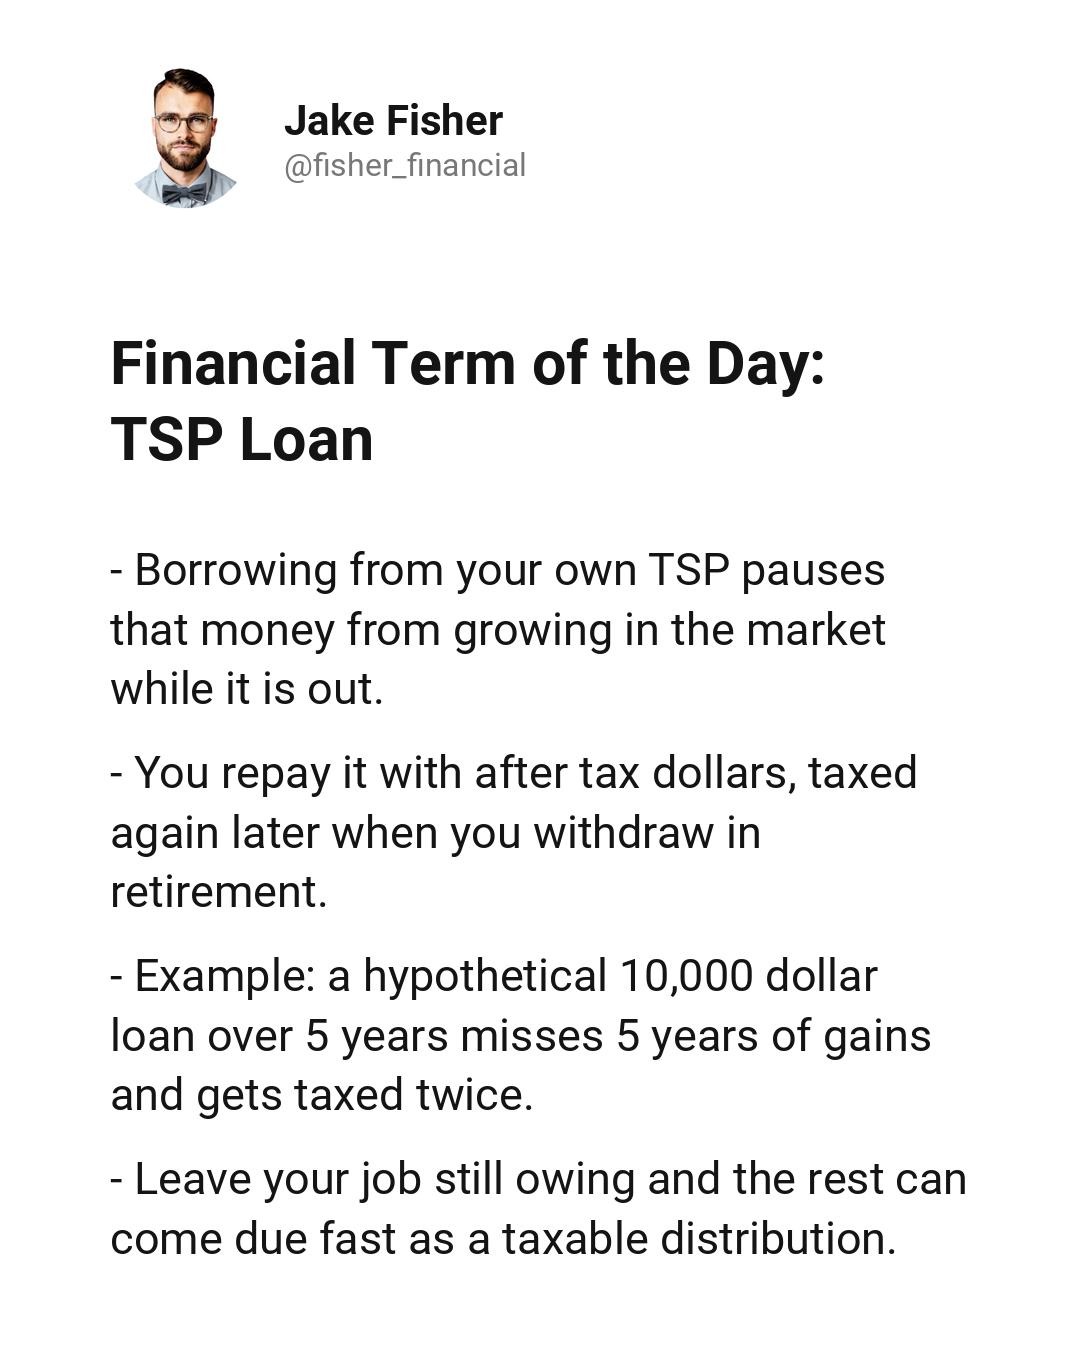 Jake Fisher
@fisher_financial
Financial Term of the Day:
TSP Loan
- Borrowing from your own TSP pauses
that money from growing in the market
while it is out.
- You repay it with after tax dollars, taxed
again later when you withdraw in
retirement.
- Example: a hypothetical 10,000 dollar
loan over 5 years misses 5 years of gains
and gets taxed twice.
- Leave your job still owing and the rest can
come due fast as a taxable distribution.